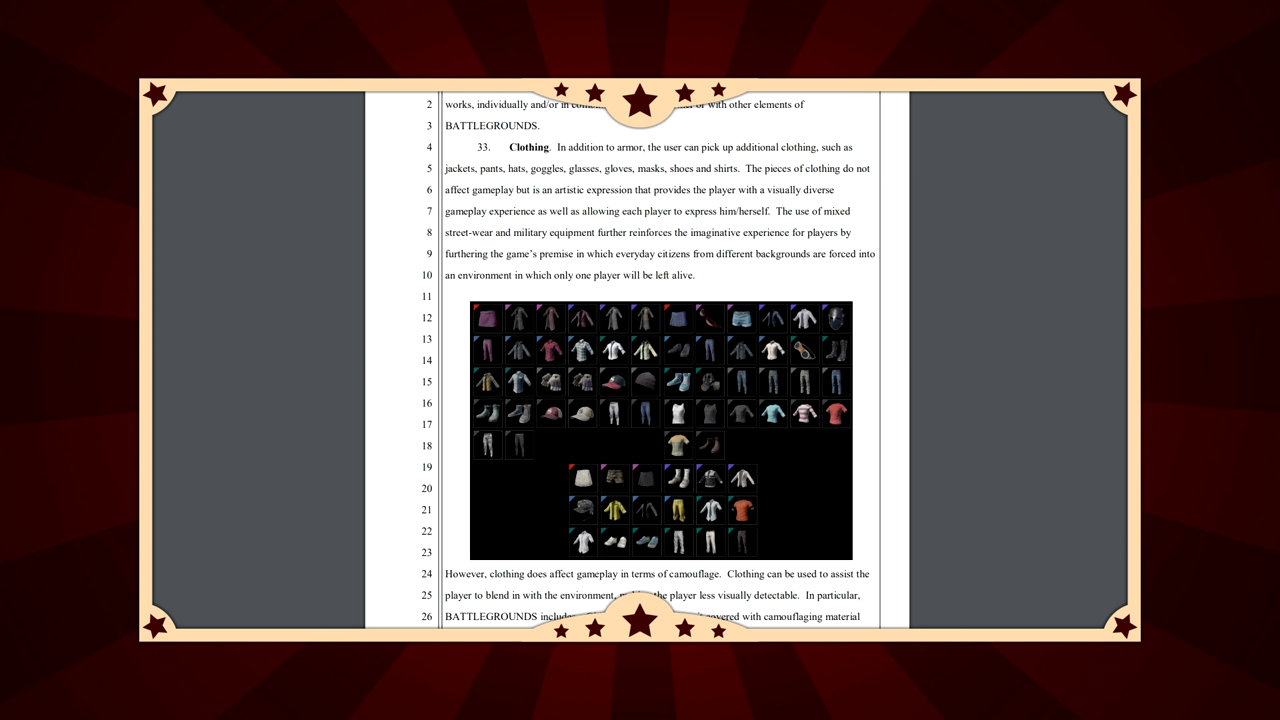 2 works, individually and/or in or with other elements of
3 BATTLEGROUNDS.
4 33. Clothing. In addition to armor, the user can pick up additional clothing, such as
5 jackets, pants, hats, goggles, glasses, gloves, masks, shoes and shirts. The pieces of clothing do not
6 affect gameplay but is an artistic expression that provides the player with a visually diverse
7 gameplay experience as well as allowing each player to express him/herself. The use of mixed
8 street-wear and military equipment further reinforces the imaginative experience for players by
9 furthering the game's premise in which everyday citizens from different backgrounds are forced into
10 an environment in which only one player will be left alive.
11
12
13
14
15
16
17
18
19
20
21
22
23
24 However, clothing does affect gameplay in terms of camouflage. Clothing can be used to assist the
25 player to blend in with the environment, the player less visually detectable. In particular,
26 BATTLEGROUNDS includes covered with camouflaging material